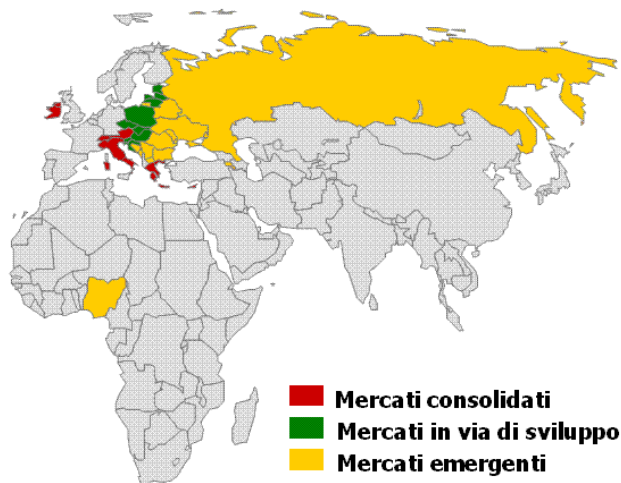 Mercati consolidati
Mercati in via di sviluppo
Mercati emergenti